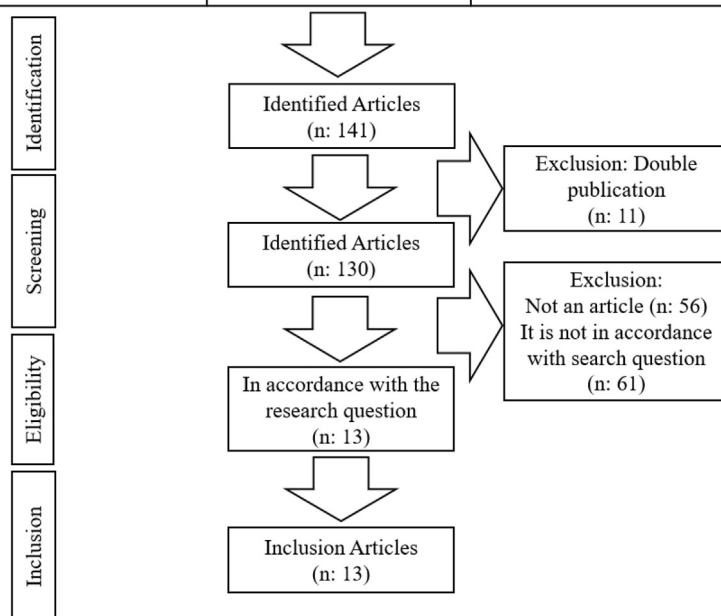 Identification
Identified Articles
(n: 141)
Exclusion: Double
publication
(n: 11)
Screening
Identified Articles
(n: 130)
Exclusion:
Not an article (n: 56)
It is not in accordance
with search question
(n: 61)
Eligibility
In accordance with the
research question
(n: 13)
Inclusion
Inclusion Articles
(n: 13)